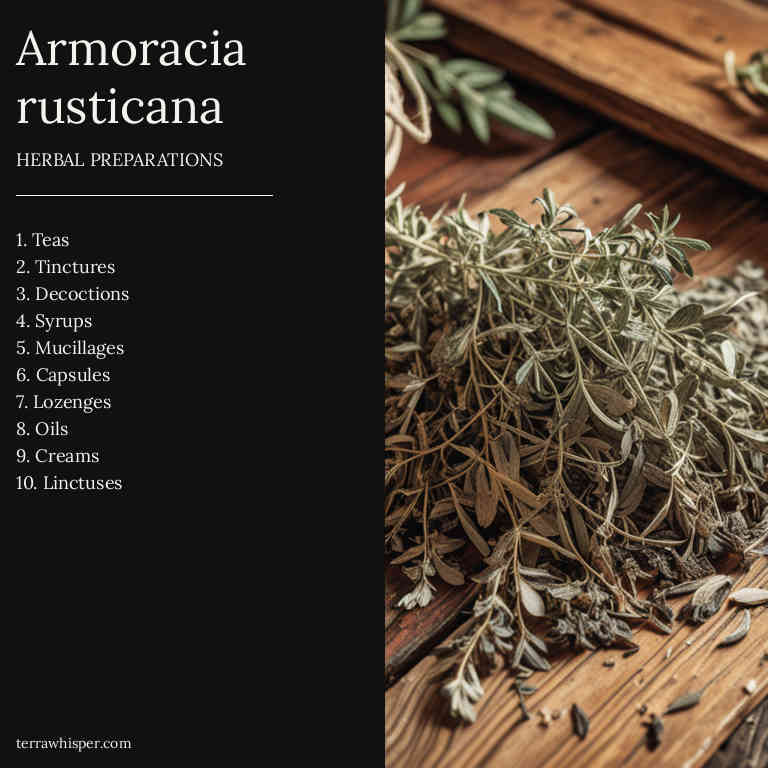 Armoracia
rusticana
HERBAL PREPARATIONS
1. Teas
2. Tinctures
3. Decoctions
4. Syrups
5. Mucillages
6. Capsules
7. Lozenges
8. Oils
9. Creams
10. Linctuses
terrawhisper.com